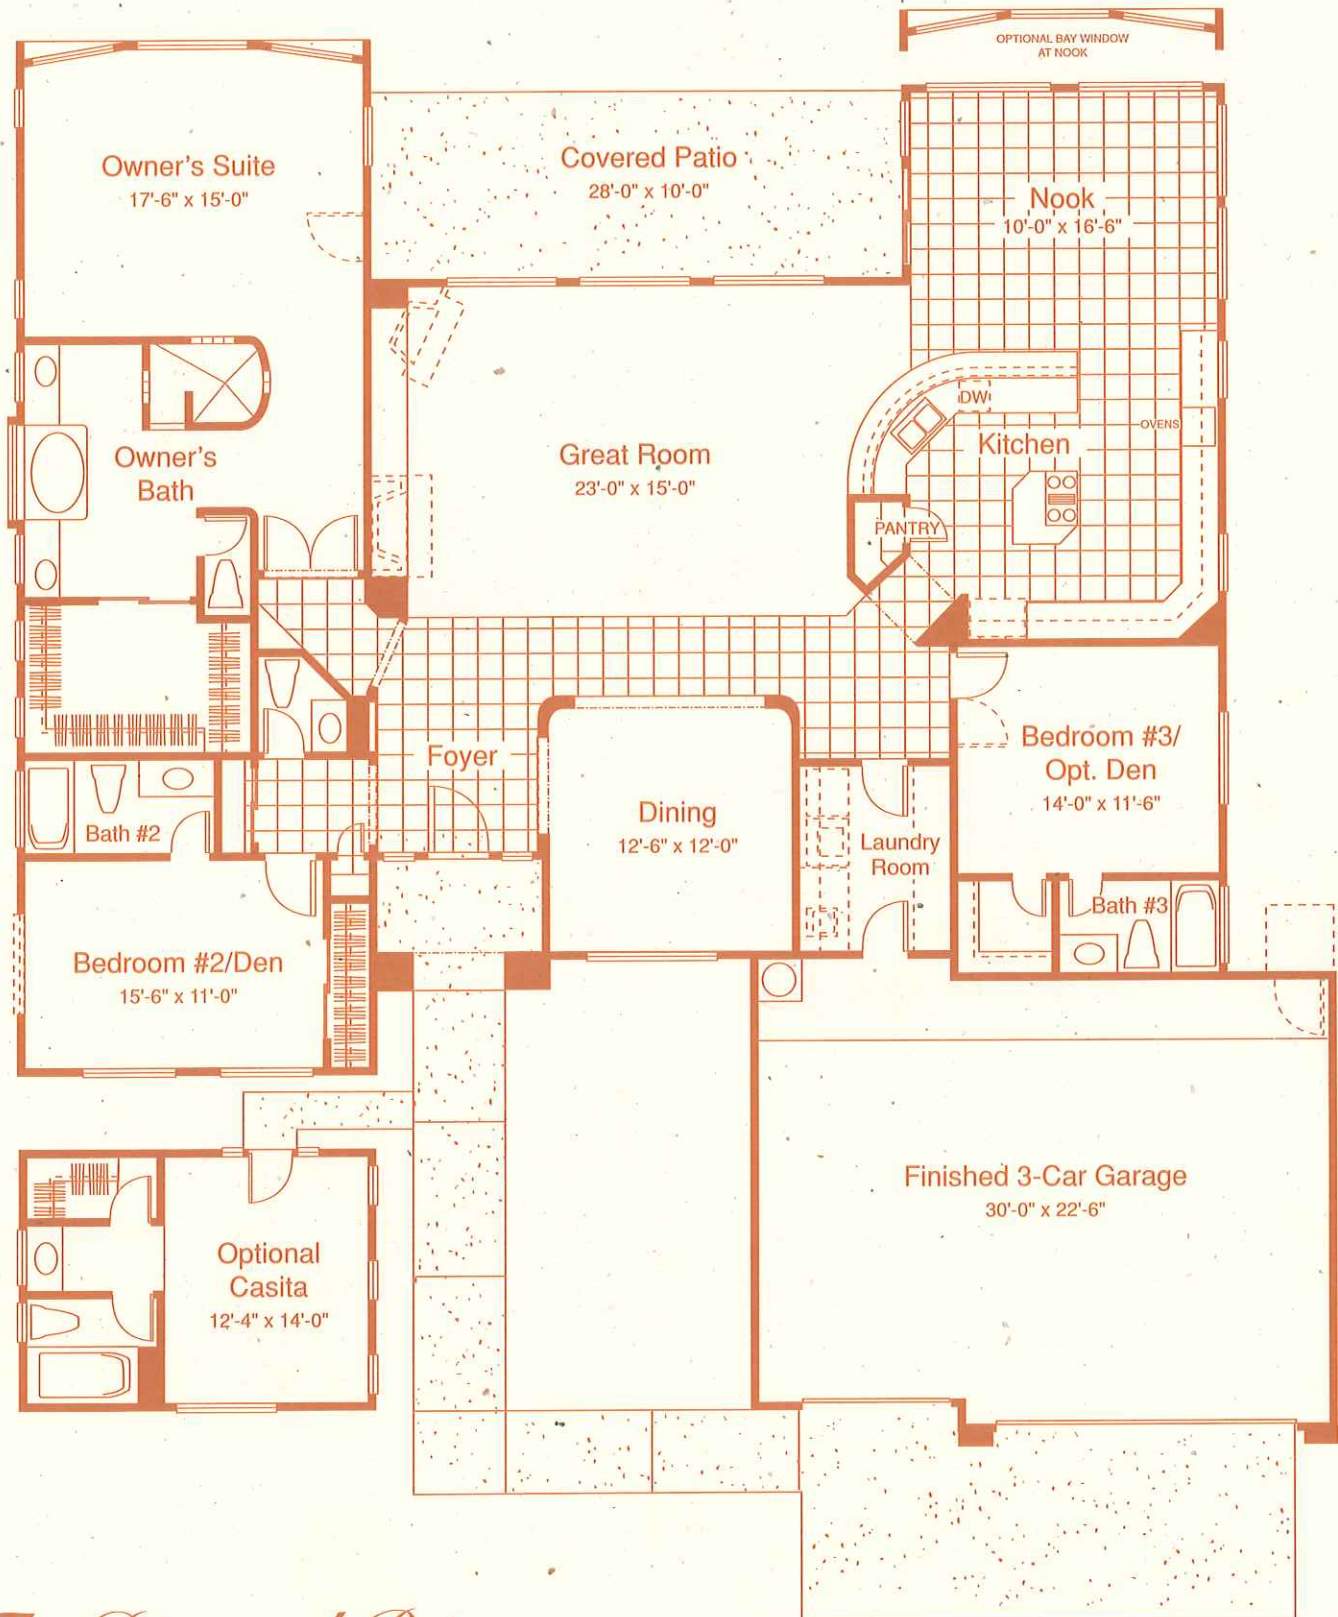 OPTIONAL BAY WINDOW
AT NOOK
Owner's Suite
17'-6" x 15'-0"
Covered Patio
28'-0" x 10'-0"
Nook
10'-0" x 16'-6"
DW
OVENS
Kitchen
Owner's
Bath
Great Room
23'-0" x 15'-0"
PANTRY
Foyer
Bedroom #3/
Opt. Den
14'-0" x 11'-6"
Dining
12'-6" x 12'-0"
Bath #2
Laundry
Room
Bath #3
Bedroom #2/Den
15'-6" x 11'-0"
Finished 3-Car Garage
30'-0" x 22'-6"
Optional
Casita
12'-4" x 14'-0"